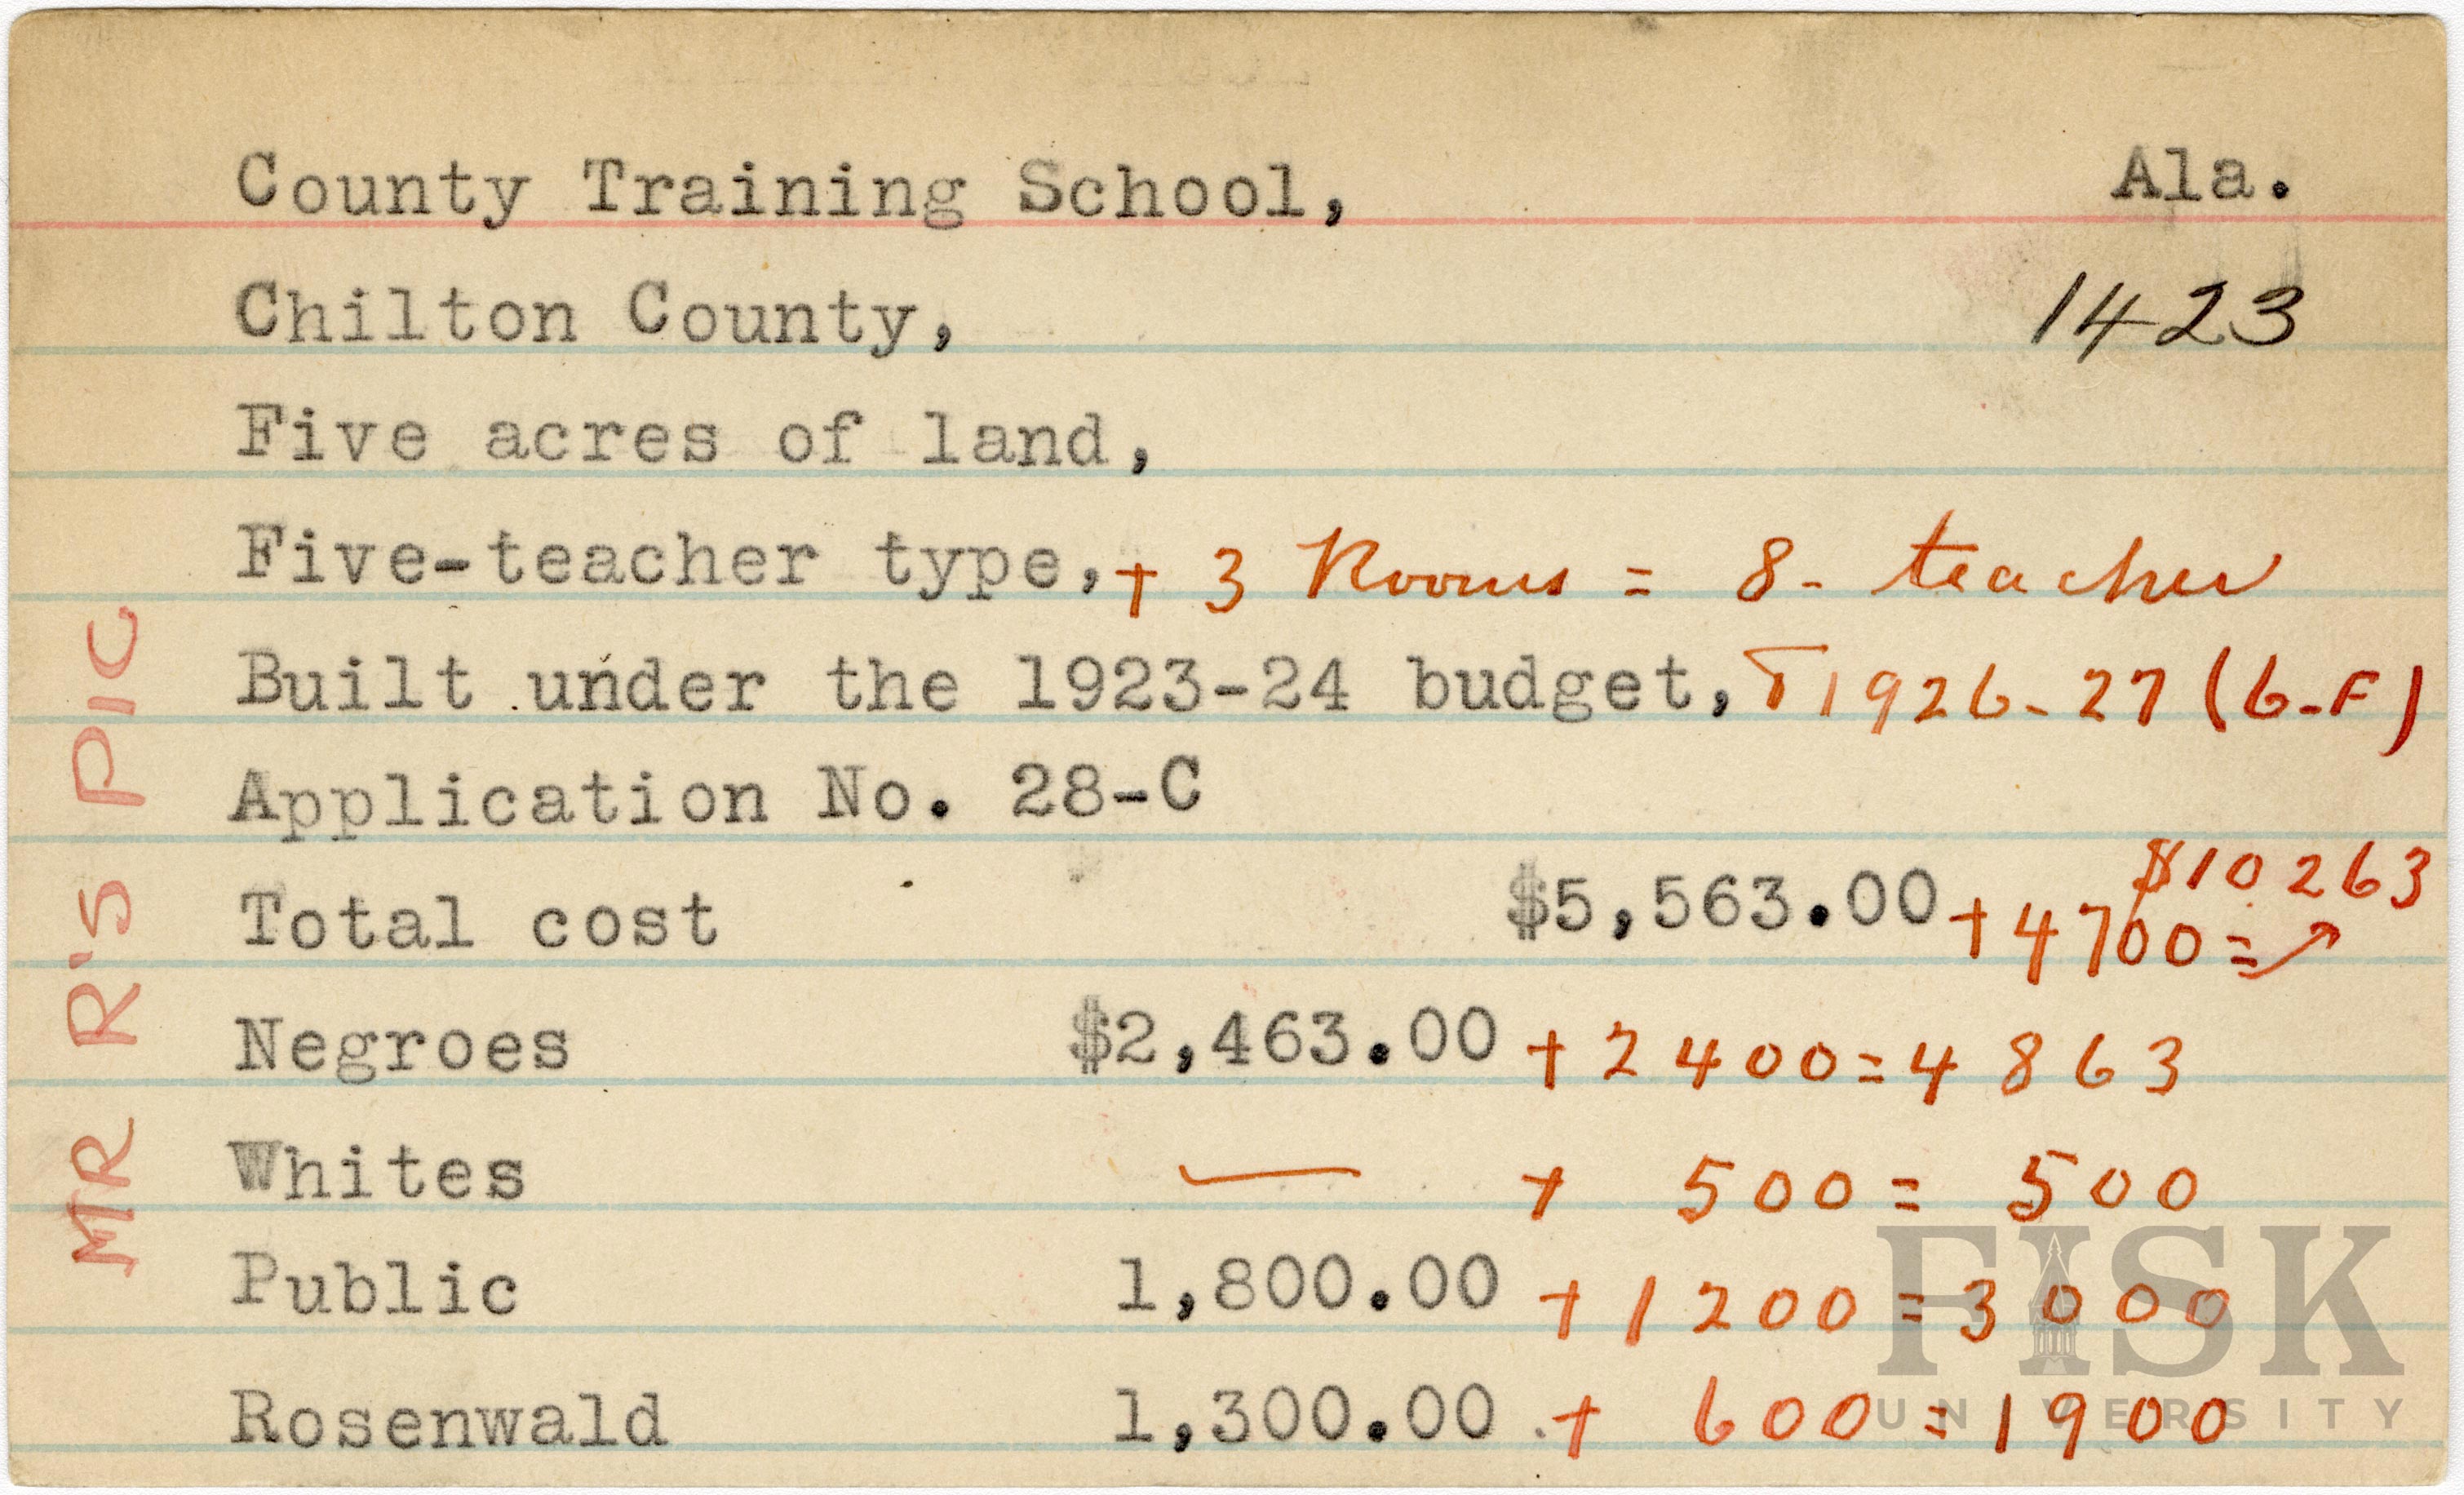 County Training School, Ala.
Chilton County, 1423
Five acres of land,
Five-teacher type, + 3 Rooms = 8- teacher
Built under the 1923-24 budget, 1926-27 (6-F)
Application No. 28-C
$10263
Total cost $5,563.00 + 4700 =
Negroes $2,463.00 + 2400 = 4863
Whites — + 500 = 500
Public 1,800.00 + 1200 = 3000
Rosenwald 1,300.00 + 600 = 1900
MR R'S PIC
FISK
UNIVERSITY